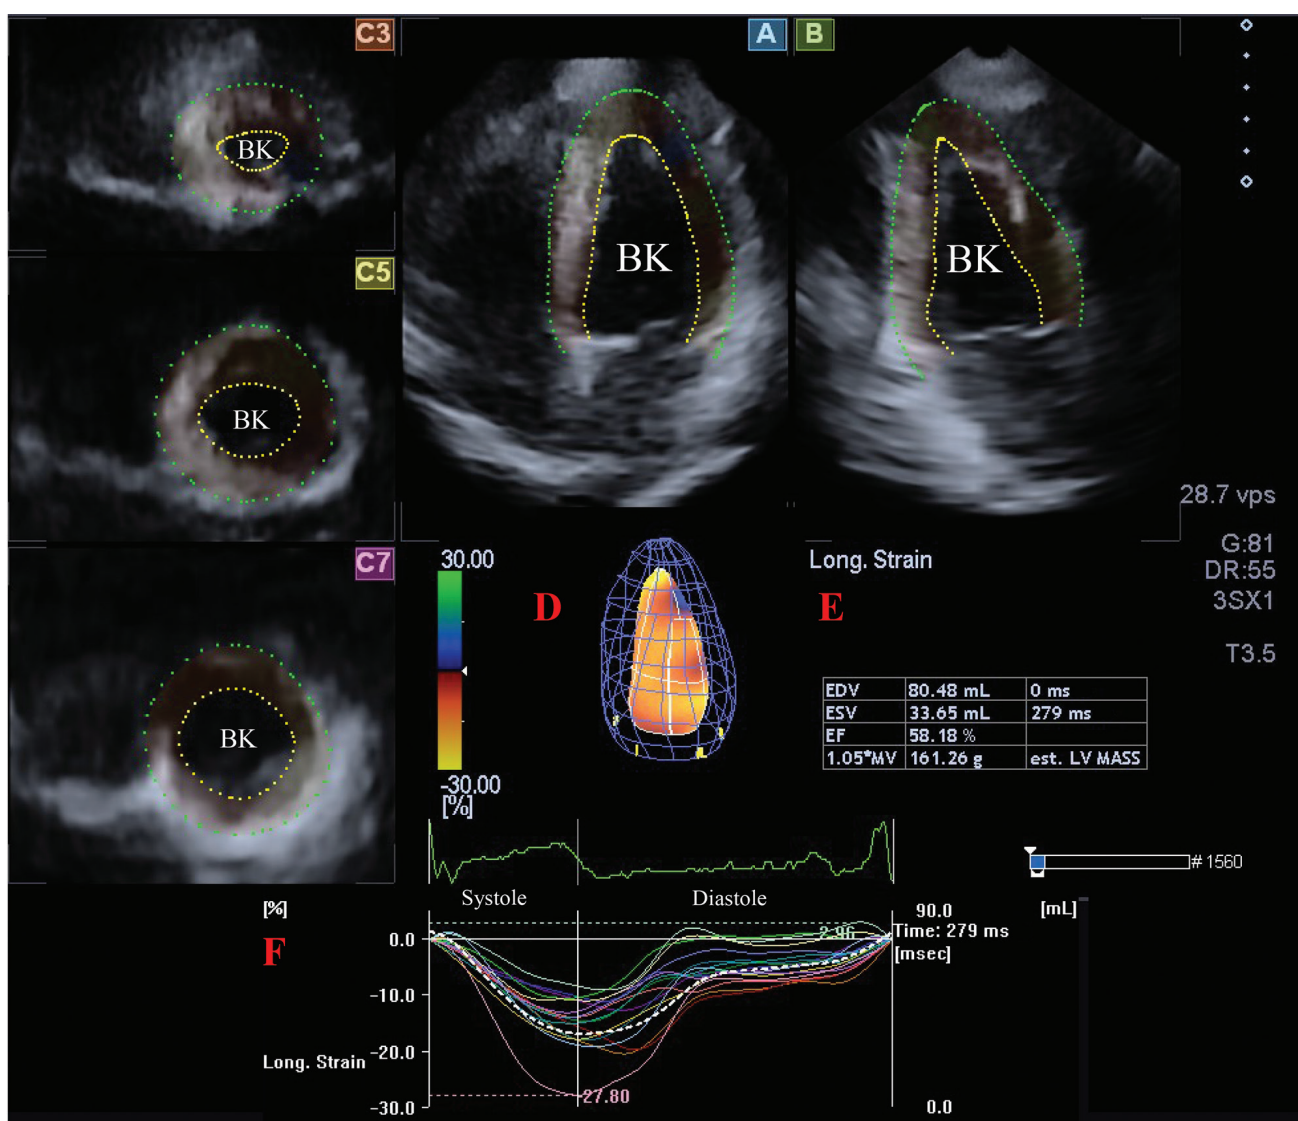 C3
BK
A
BK
B
BK
C5
BK
28.7 vps
G:81
DR:55
3SX1
T3.5
C7
BK
30.00
-30.00
[%]
D
Long. Strain
E
EDV 80.48 mL 0 ms
ESV 33.65 mL 279 ms
EF 58.18 %
1.05*MV 161.26 g est. LV MASS
# 1560
Systole Diastole
[%]
F
90.0 [mL]
2.96
Time: 279 ms
[msec]
0.0
-10.0
-20.0
-30.0
Long. Strain
-27.80
0.0